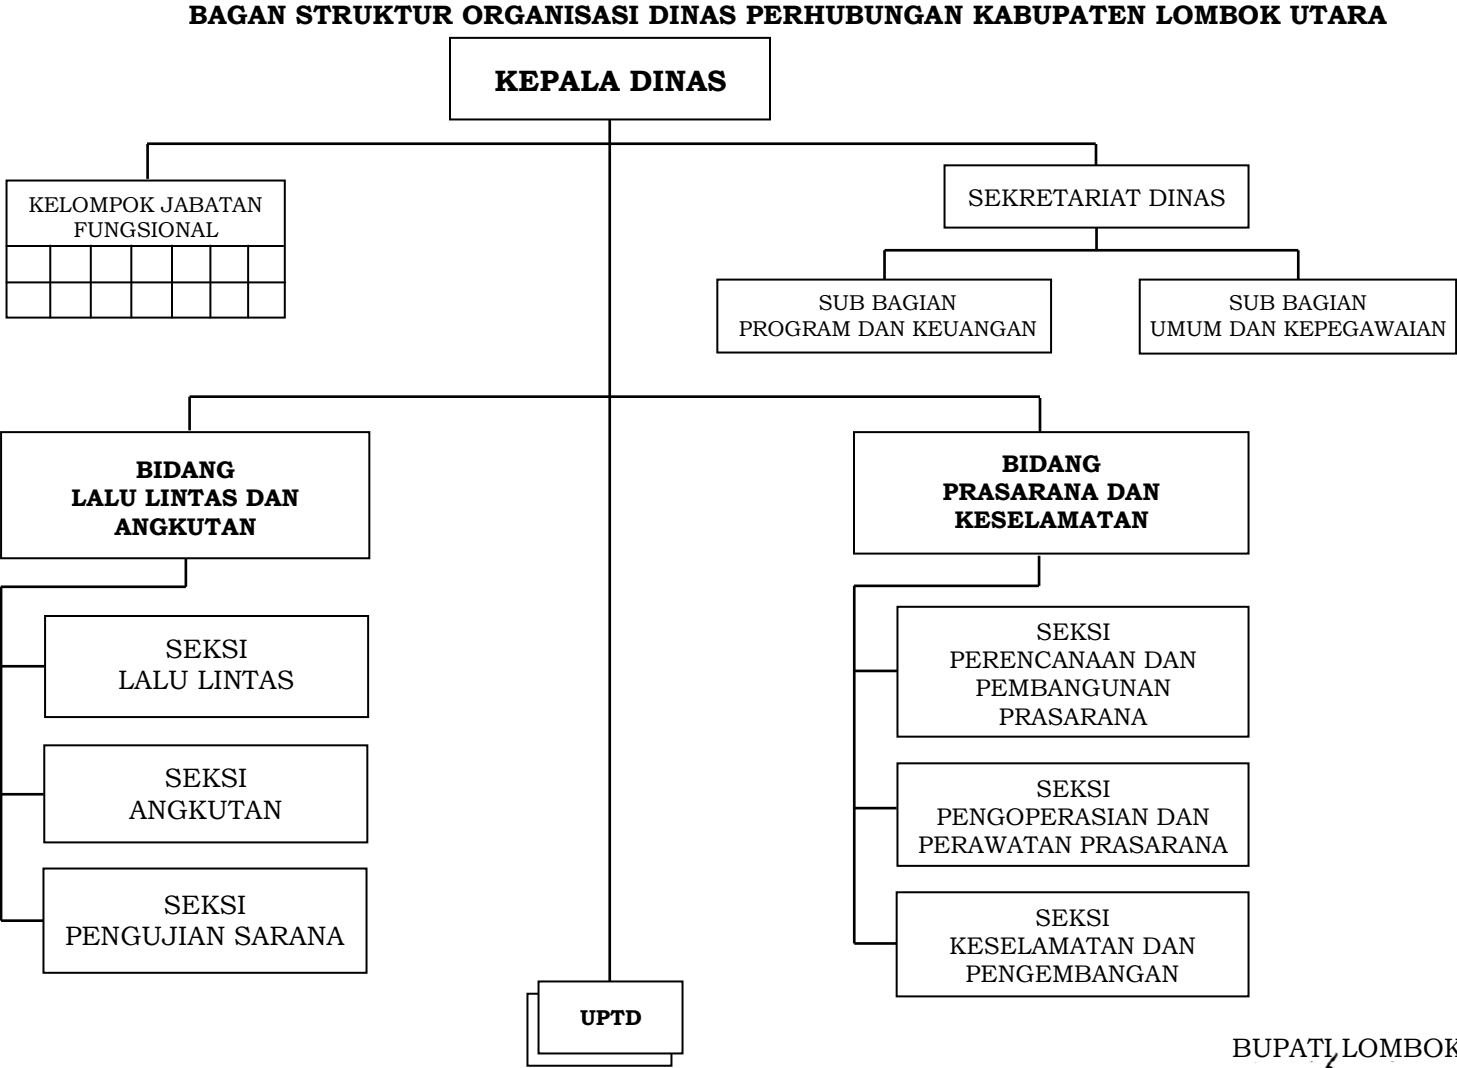 BAGAN STRUKTUR ORGANISASI DINAS PERHUBUNGAN KABUPATEN LOMBOK UTARA
KEPALA DINAS
KELOMPOK JABATAN
FUNGSIONAL
SEKRETARIAT DINAS
SUB BAGIAN
PROGRAM DAN KEUANGAN
SUB BAGIAN
UMUM DAN KEPEGAWAIAN
BIDANG
LALU LINTAS DAN
ANGKUTAN
BIDANG
PRASARANA DAN
KESELAMATAN
SEKSI
LALU LINTAS
SEKSI
ANGKUTAN
SEKSI
PENGUJIAN SARANA
SEKSI
PERENCANAAN DAN
PEMBANGUNAN
PRASARANA
SEKSI
PENGOPERASIAN DAN
PERAWATAN PRASARANA
SEKSI
KESELAMATAN DAN
PENGEMBANGAN
UPTD
BUPATI LOMBOK